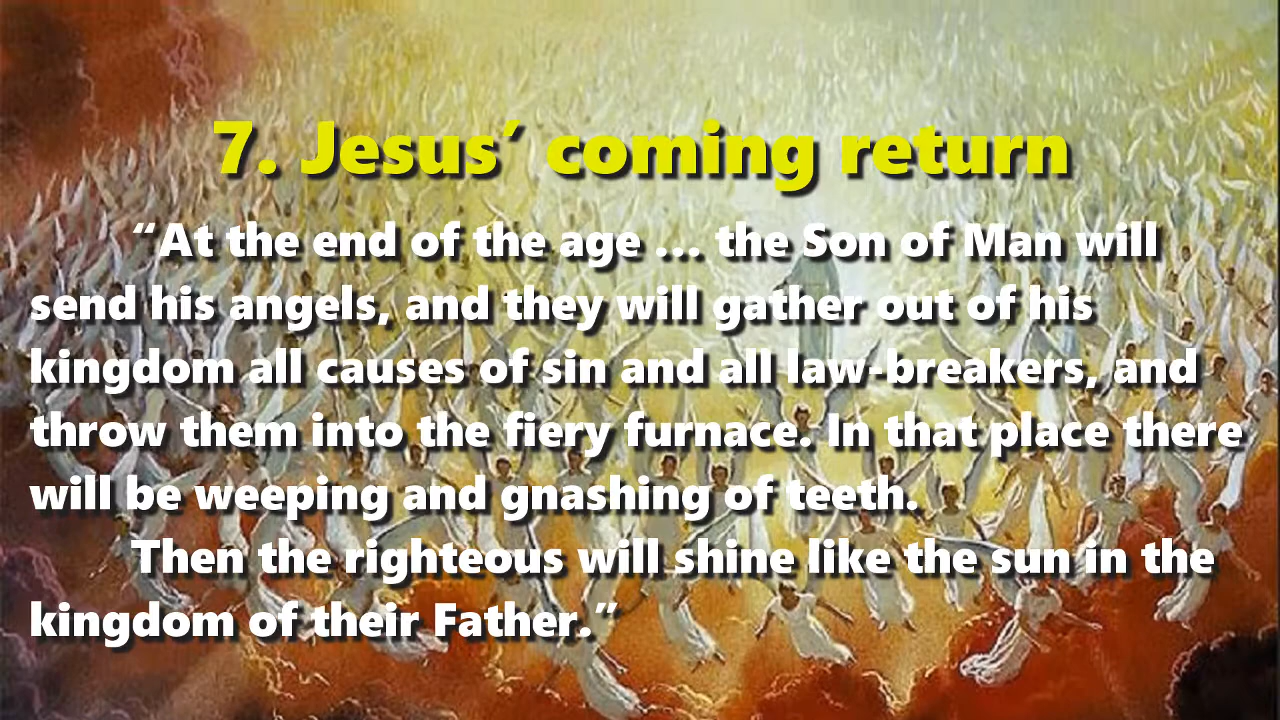 7. Jesus’ coming return
“At the end of the age ... the Son of Man will
send his angels, and they will gather out of his
kingdom all causes of sin and all law-breakers, and
throw them into the fiery furnace. In that place there
will be weeping and gnashing of teeth.
Then the righteous will shine like the sun in the
kingdom of their Father.”